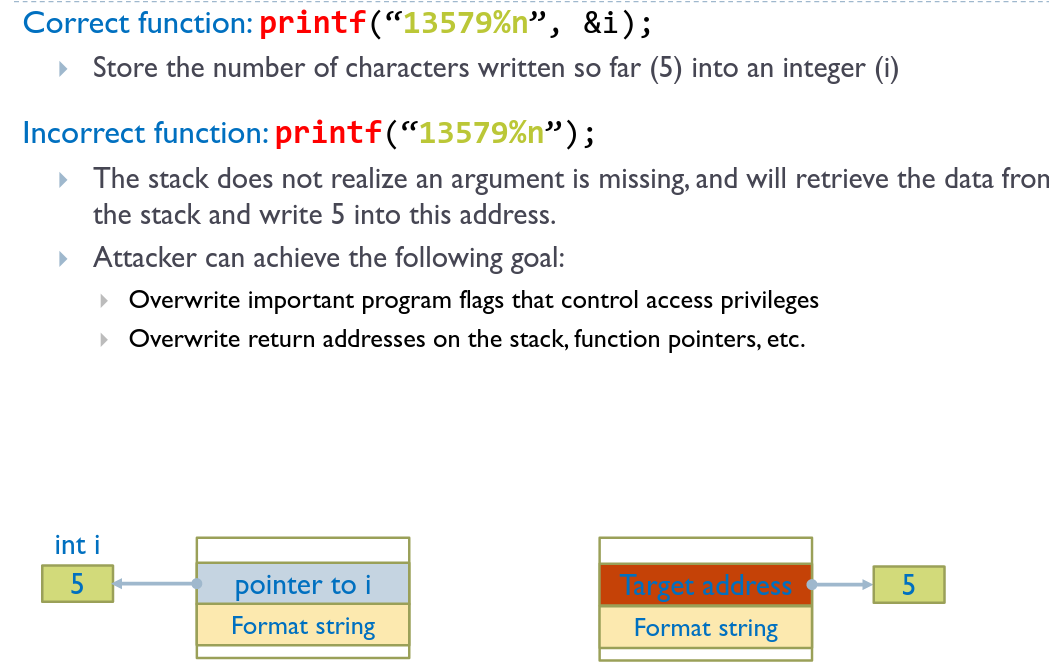 Correct function: printf(“13579%n”, &i);
Store the number of characters written so far (5) into an integer (i)
Incorrect function: printf(“13579%n”);
The stack does not realize an argument is missing, and will retrieve the data from
the stack and write 5 into this address.
Attacker can achieve the following goal:
Overwrite important program flags that control access privileges
Overwrite return addresses on the stack, function pointers, etc.
int i
5
pointer to i
Format string
Target address
5
Format string